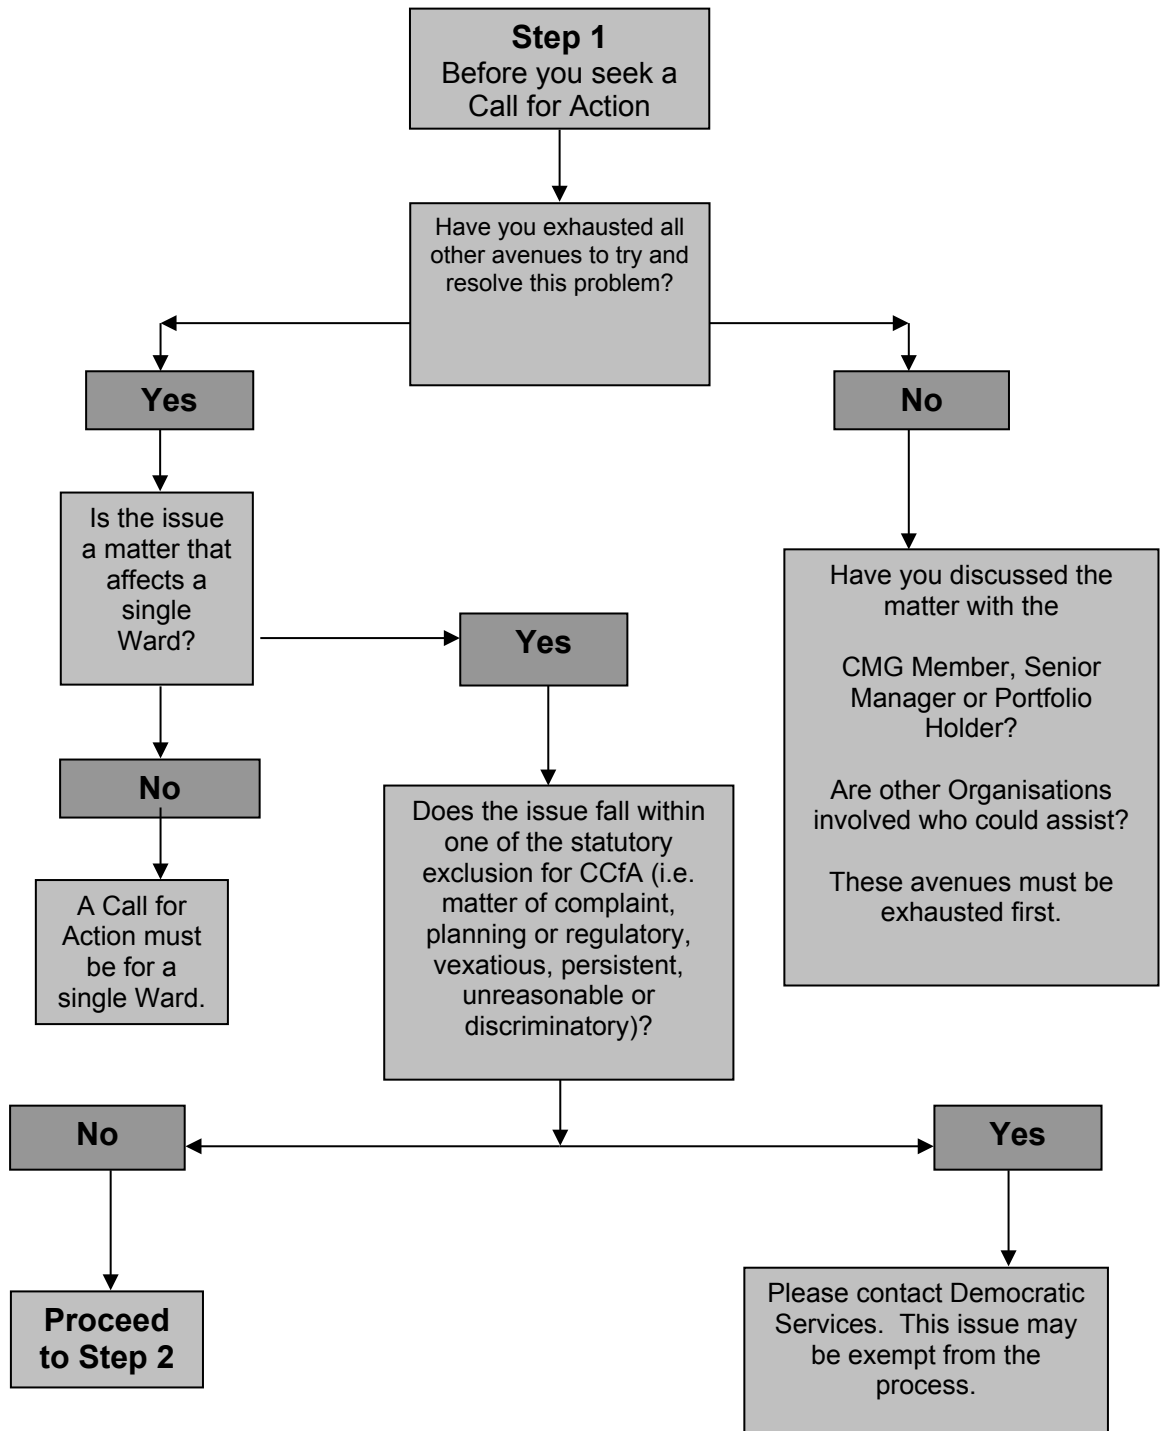 Step 1
Before you seek a
Call for Action
Have you exhausted all
other avenues to try and
resolve this problem?
Yes
No
Is the issue
a matter that
affects a
single
Ward?
Yes
Have you discussed the
matter with the
CMG Member, Senior
Manager or Portfolio
Holder?
Are other Organisations
involved who could assist?
These avenues must be
exhausted first.
No
A Call for
Action must
be for a
single Ward.
Does the issue fall within
one of the statutory
exclusion for CCfA (i.e.
matter of complaint,
planning or regulatory,
vexatious, persistent,
unreasonable or
discriminatory)?
No
Yes
Proceed
to Step 2
Please contact Democratic
Services. This issue may
be exempt from the
process.